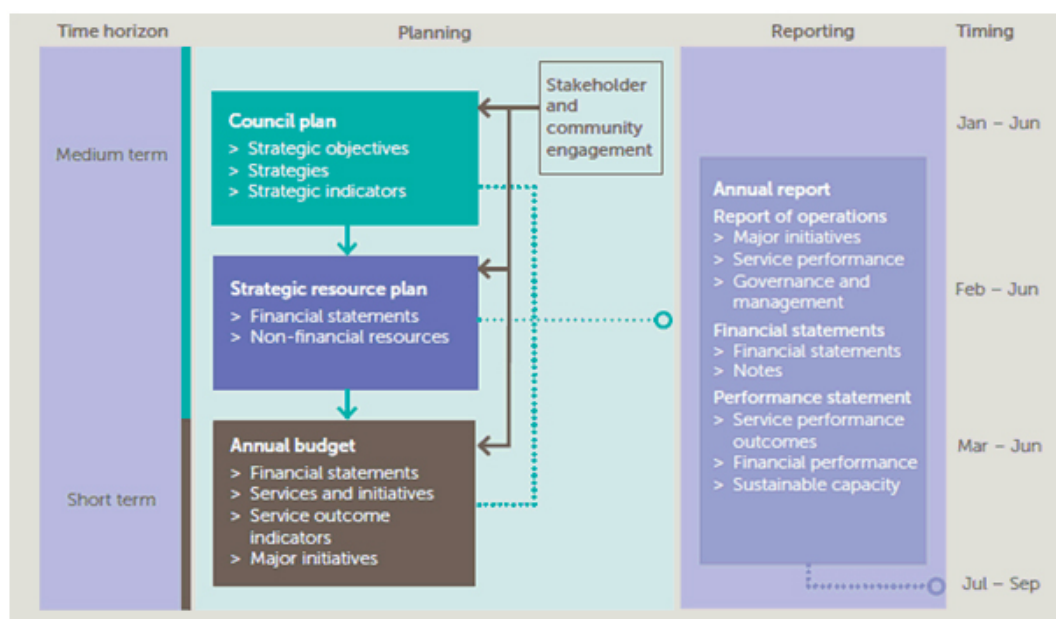 Time horizon
Planning
Reporting
Timing
Medium term
Short term
Stakeholder
and
community
engagement
Council plan
> Strategic objectives
> Strategies
> Strategic indicators
Strategic resource plan
> Financial statements
> Non-financial resources
Annual budget
> Financial statements
> Services and initiatives
> Service outcome
indicators
> Major initiatives
Annual report
Report of operations
> Major initiatives
> Service performance
> Governance and
management
Financial statements
> Financial statements
> Notes
Performance statement
> Service performance
outcomes
> Financial performance
> Sustainable capacity
Jan – Jun
Feb – Jun
Mar – Jun
Jul – Sep